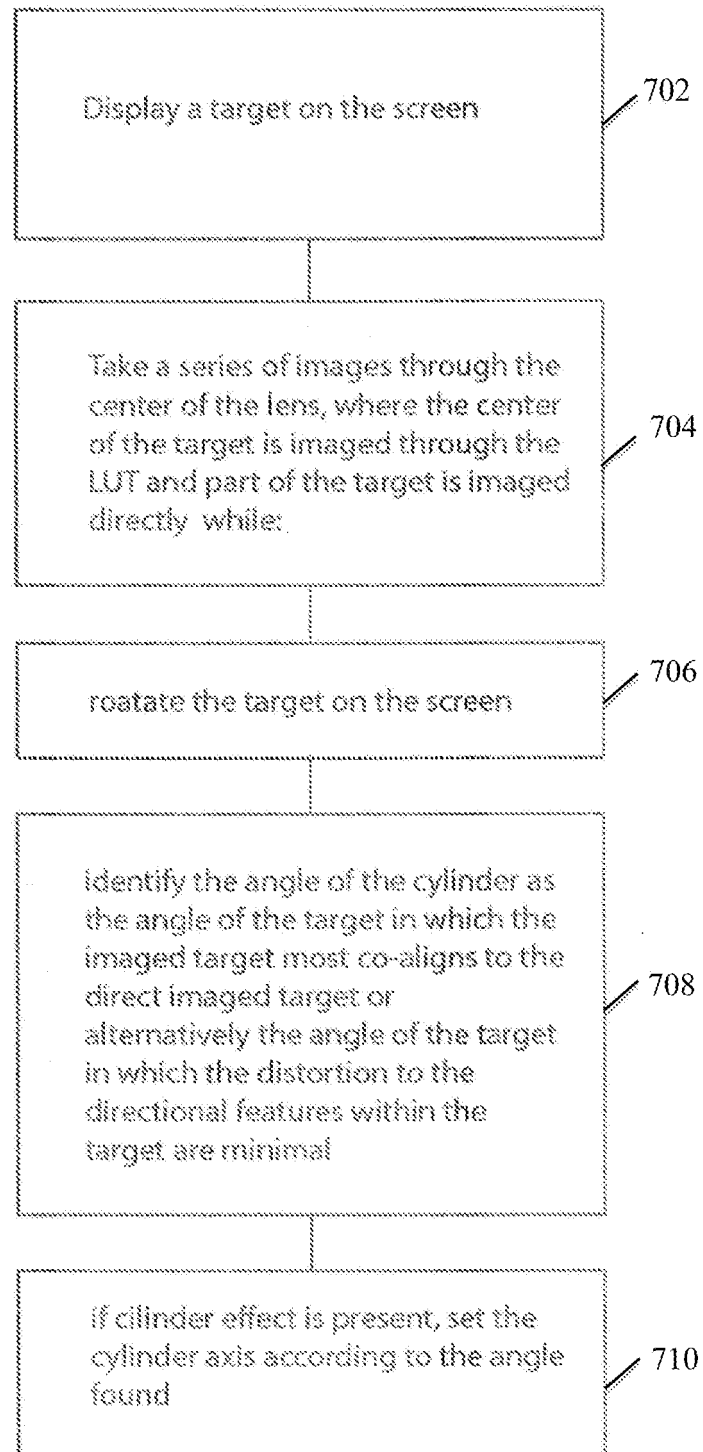 Display a target on the screen
702
Take a series of images through the
center of the lens, where the center
of the target is imaged through the
LUT and part of the target is imaged
directly while:
704
roatate the target on the screen
706
identify the angle of the cylinder as
the angle of the target in which the
imaged target most co-aligns to the
direct imaged target or
alternatively the angle of the target
in which the distortion to the
directional features within the
target are minimal
708
if cilinder effect is present, set the
cylinder axis according to the angle
found
710